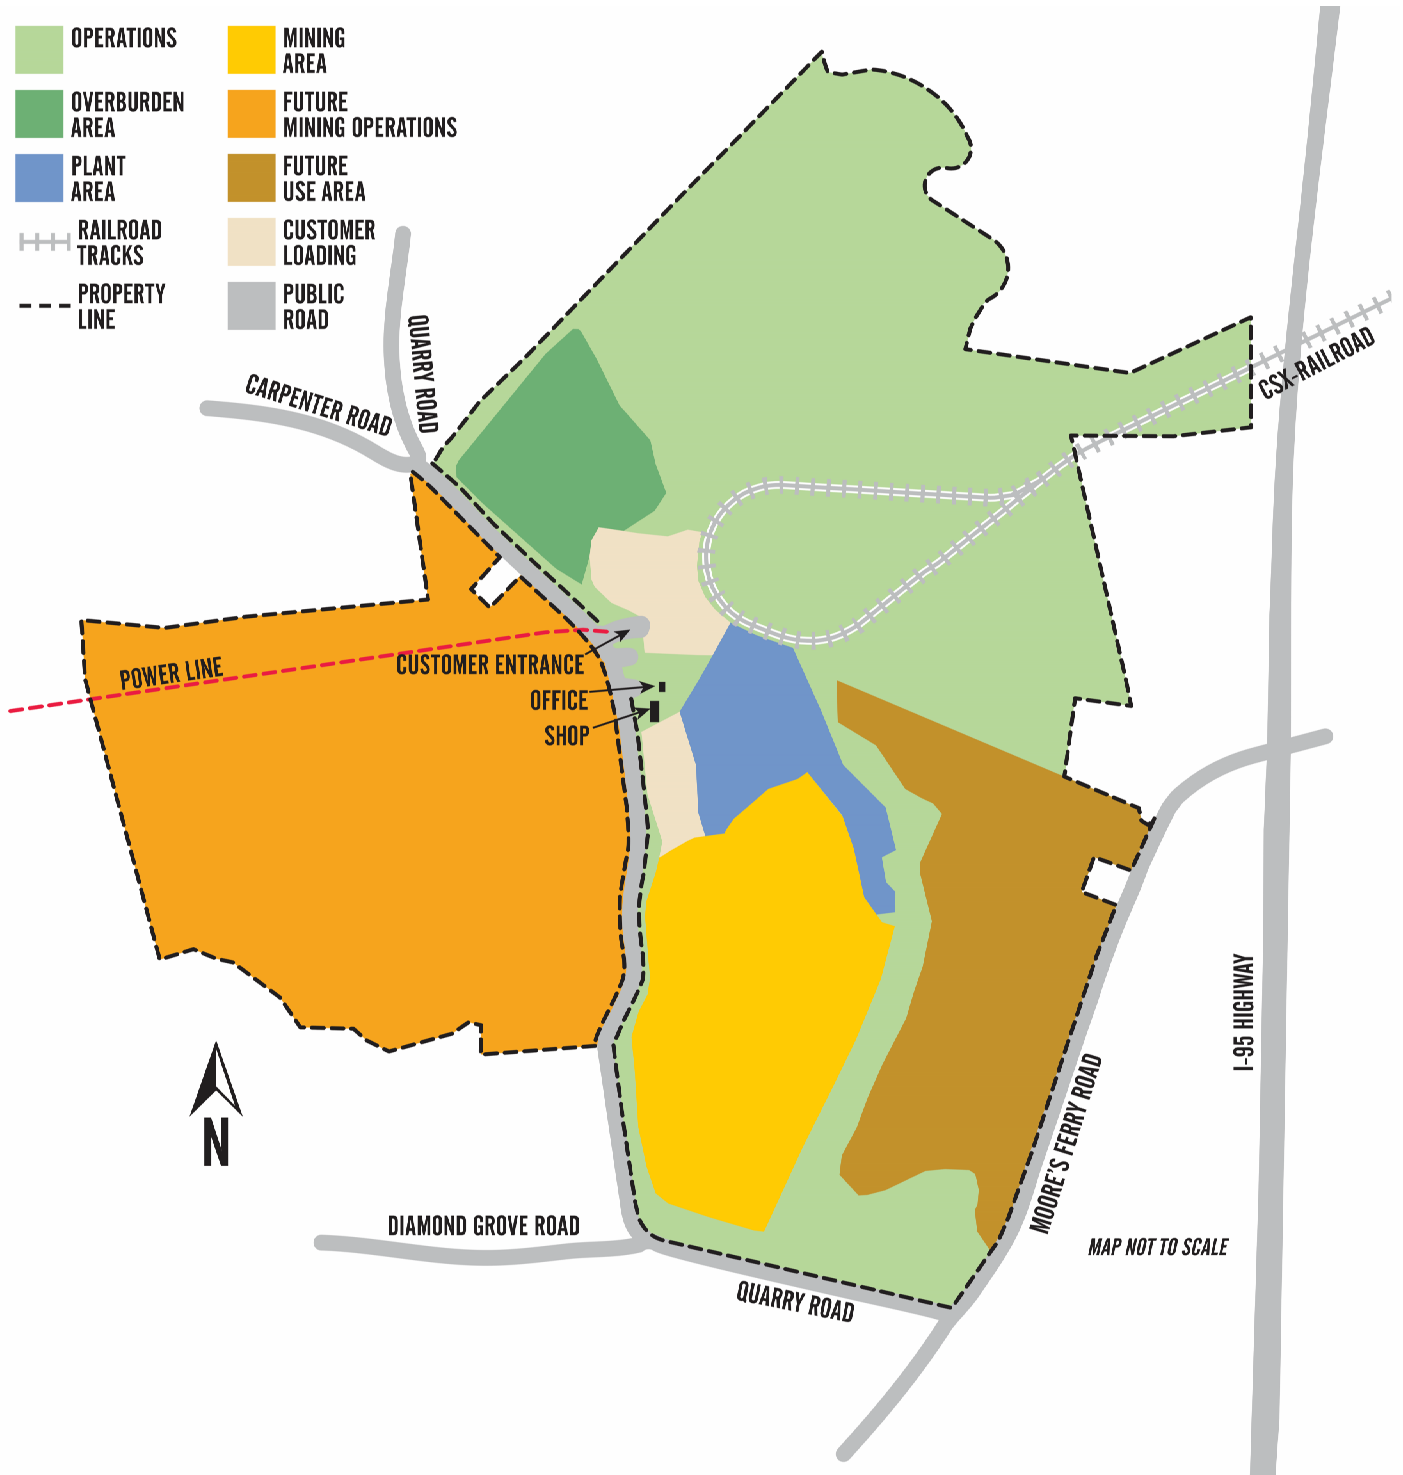 OPERATIONS
OVERBURDEN
AREA
PLANT
AREA
RAILROAD
TRACKS
PROPERTY
LINE
MINING
AREA
FUTURE
MINING OPERATIONS
FUTURE
USE AREA
CUSTOMER
LOADING
PUBLIC
ROAD
QUARRY ROAD
CARPENTER ROAD
CSX-RAILROAD
POWER LINE
CUSTOMER ENTRANCE
OFFICE
SHOP
I-95 HIGHWAY
N
MOORE'S FERRY ROAD
DIAMOND GROVE ROAD
MAP NOT TO SCALE
QUARRY ROAD